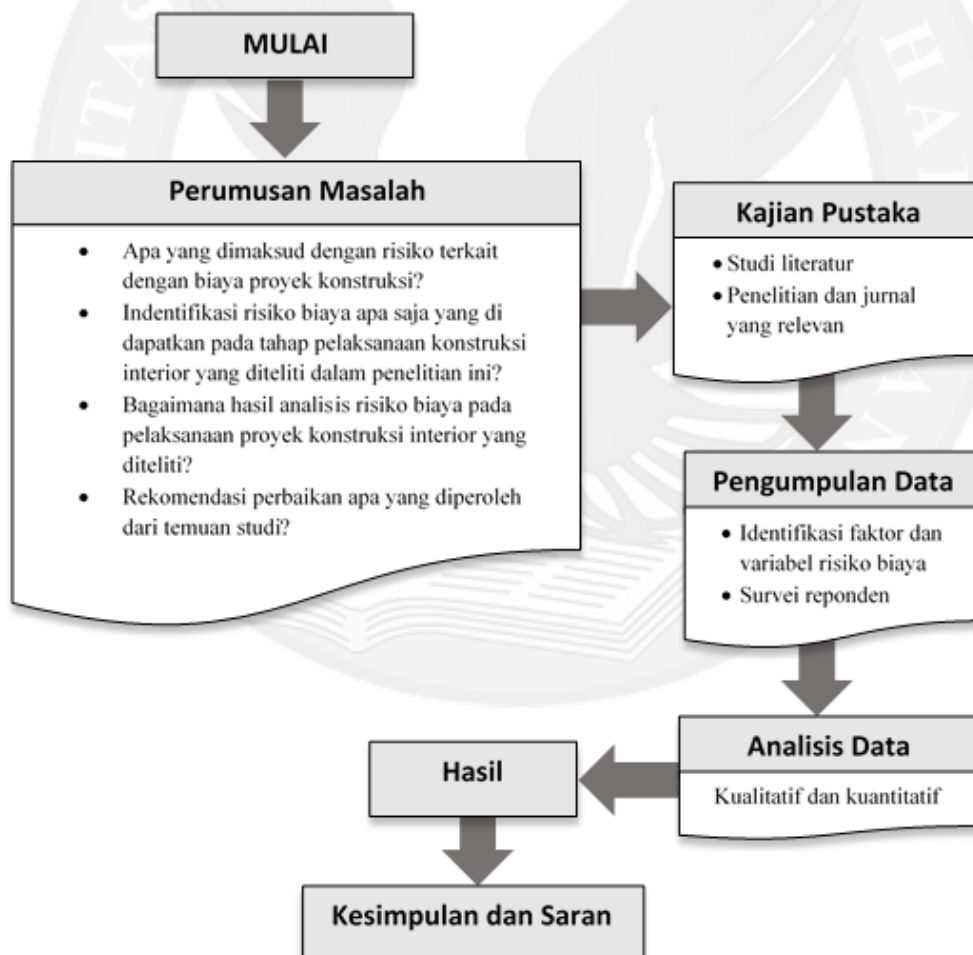 MULAI
Perumusan Masalah
• Apa yang dimaksud dengan risiko terkait
dengan biaya proyek konstruksi?
• Indentifikasi risiko biaya apa saja yang di
dapatkan pada tahap pelaksanaan konstruksi
interior yang diteliti dalam penelitian ini?
• Bagaimana hasil analisis risiko biaya pada
pelaksanaan proyek konstruksi interior yang
diteliti?
• Rekomendasi perbaikan apa yang diperoleh
dari temuan studi?
Kajian Pustaka
• Studi literatur
• Penelitian dan jurnal
yang relevan
Pengumpulan Data
• Identifikasi faktor dan
variabel risiko biaya
• Survei reponden
Analisis Data
Kualitatif dan kuantitatif
Hasil
Kesimpulan dan Saran